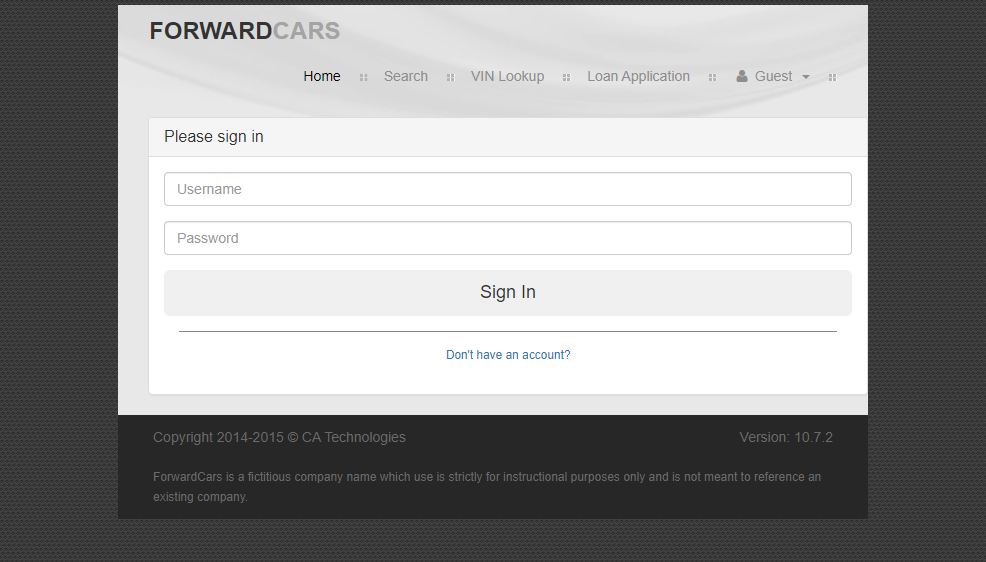 FORWARDCARS
Home Search VIN Lookup Loan Application Guest
Please sign in
Username
Password
Sign In
Don't have an account?
Copyright 2014-2015 © CA Technologies Version: 10.7.2
ForwardCars is a fictitious company name which use is strictly for instructional purposes only and is not meant to reference an
existing company.